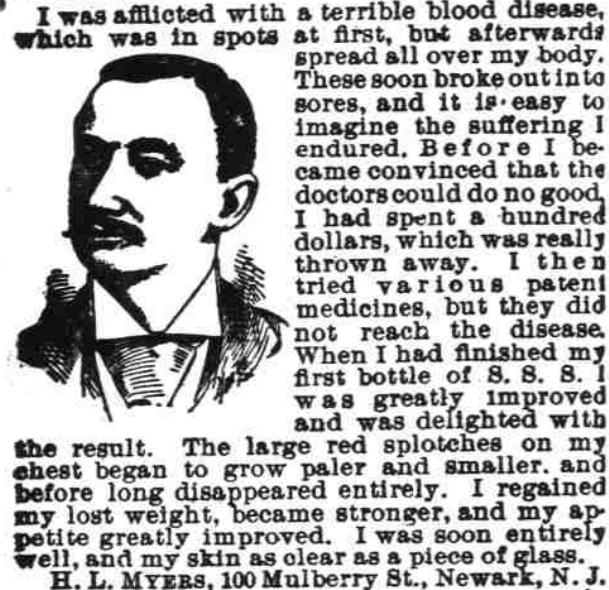 I was afflicted with a terrible blood disease,
which was in spots at first, but afterwards
spread all over my body.
These soon broke out into
sores, and it is easy to
imagine the suffering I
endured. Before I be-
came convinced that the
doctors could do no good,
I had spent a hundred
dollars, which was really
thrown away. I then
tried various patent
medicines, but they did
not reach the disease.
When I had finished my
first bottle of S. S. S. I
was greatly improved
and was delighted with
the result. The large red splotches on my
chest began to grow paler and smaller. and
before long disappeared entirely. I regained
my lost weight, became stronger, and my ap-
petite greatly improved. I was soon entirely
well, and my skin as clear as a piece of glass.
H. L. MYERS, 100 Mulberry St., Newark, N. J.